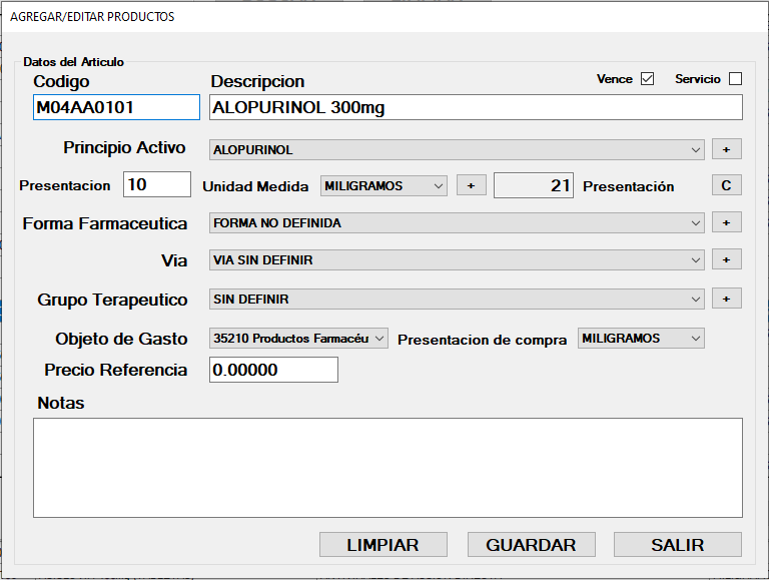 AGREGAR/EDITAR PRODUCTOS
Datos del Articulo
Codigo Descripcion Vence Servicio
M04AA0101 ALOPURINOL 300mg
Principio Activo ALOPURINOL +
Presentacion 10 Unidad Medida MILIGRAMOS + 21 Presentación C
Forma Farmaceutica FORMA NO DEFINIDA +
Via VIA SIN DEFINIR +
Grupo Terapeutico SIN DEFINIR +
Objeto de Gasto 35210 Productos Farmacéu Presentacion de compra MILIGRAMOS
Precio Referencia 0.00000
Notas
LIMPIAR GUARDAR SALIR